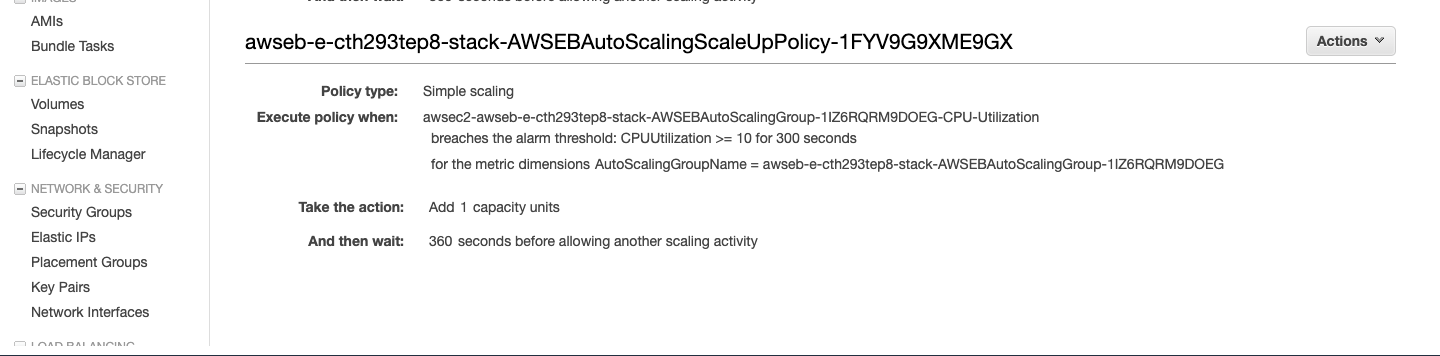 AMIs
Bundle Tasks
ELASTIC BLOCK STORE
Volumes
Snapshots
Lifecycle Manager
NETWORK & SECURITY
Security Groups
Elastic IPs
Placement Groups
Key Pairs
Network Interfaces
LOAD BALANCING
awseb-e-cth293tep8-stack-AWSEBAutoScalingScaleUpPolicy-1FYV9G9XME9GX
Actions
Policy type: Simple scaling
Execute policy when: awsec2-awseb-e-cth293tep8-stack-AWSEBAutoScalingGroup-1IZ6RQRM9DOEG-CPU-Utilization
breaches the alarm threshold: CPUUtilization >= 10 for 300 seconds
for the metric dimensions AutoScalingGroupName = awseb-e-cth293tep8-stack-AWSEBAutoScalingGroup-1IZ6RQRM9DOEG
Take the action: Add 1 capacity units
And then wait: 360 seconds before allowing another scaling activity